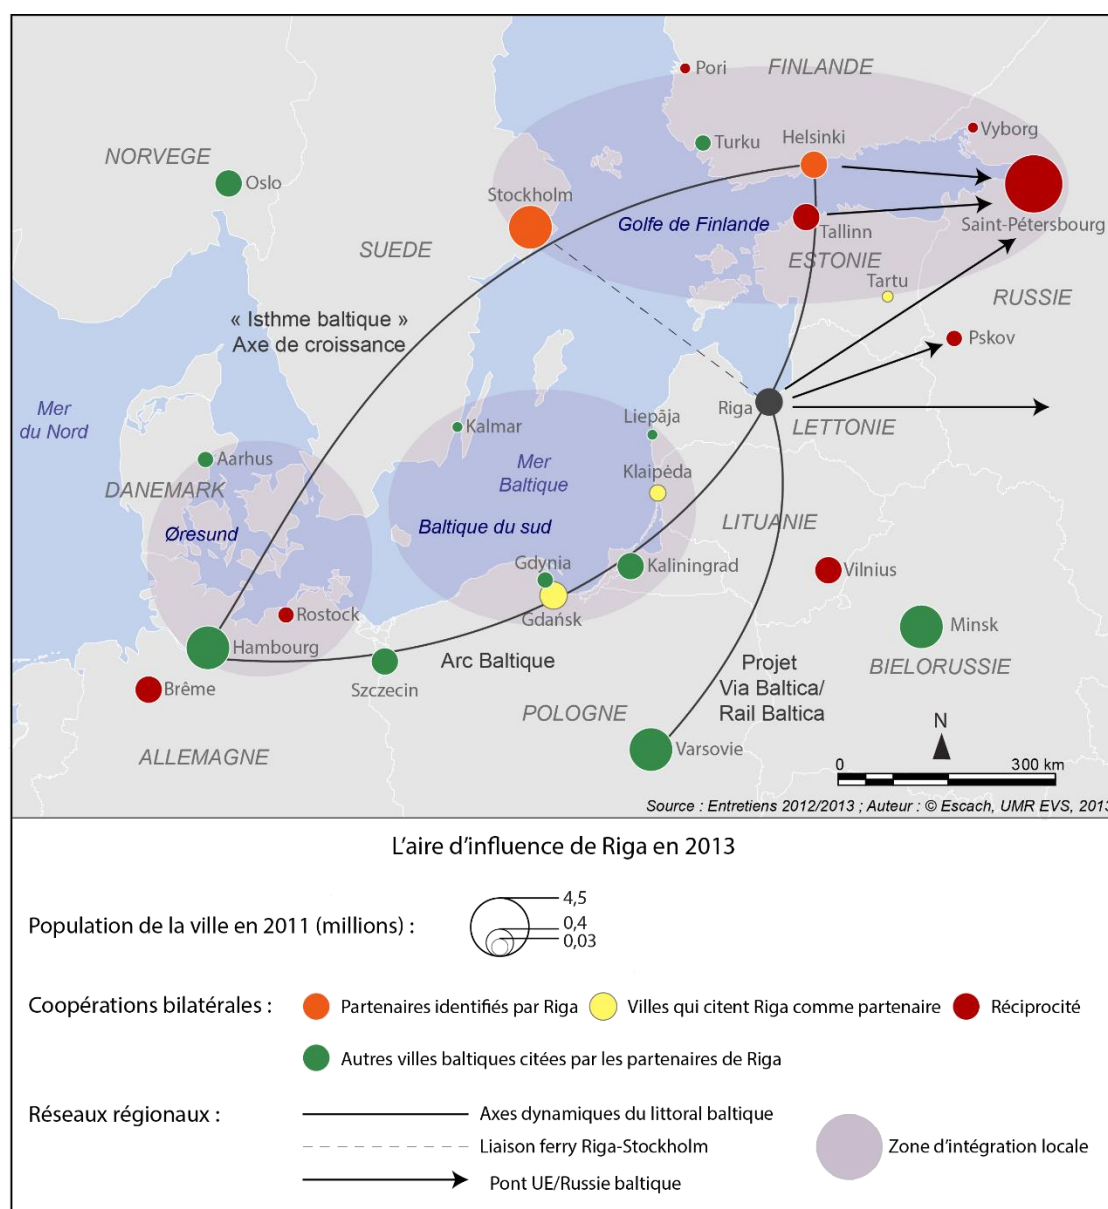 Pori
FINLANDE
Vyborg
Turku
Helsinki
NORVEGE
Oslo
Stockholm
Saint-Pétersbourg
Golfe de Finlande
Tallinn
SUEDE
ESTONIE
Tartu
RUSSIE
« Isthme baltique »
Axe de croissance
Pskov
Mer
du Nord
Riga
LETTONIE
Kalmar
Liepāja
Aarhus
Mer
Baltique
Klaipėda
DANEMARK
Øresund
Baltique du sud
LITUANIE
Gdynia
Kaliningrad
Vilnius
Rostock
Gdańsk
Minsk
Hambourg
Arc Baltique
BIELORUSSIE
Brême
Szczecin
Projet
Via Baltica/
Rail Baltica
POLOGNE
N
ALLEMAGNE
Varsovie
0 300 km
Source : Entretiens 2012/2013 ; Auteur : © Escach, UMR EVS, 2013
L'aire d'influence de Riga en 2013
Population de la ville en 2011 (millions) :
4,5
0,4
0,03
Coopérations bilatérales : Partenaires identifiés par Riga Villes qui citent Riga comme partenaire Réciprocité
Autres villes baltiques citées par les partenaires de Riga
Réseaux régionaux : Axes dynamiques du littoral baltique
Liaison ferry Riga-Stockholm
Zone d'intégration locale
Pont UE/Russie baltique